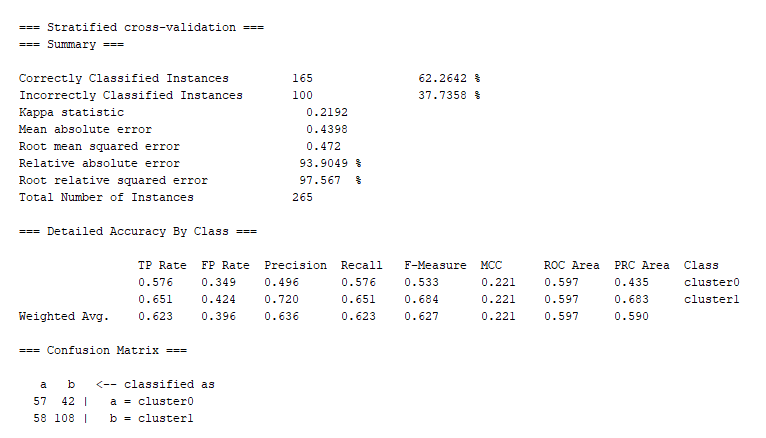 === Stratified cross-validation ===
=== Summary ===
Correctly Classified Instances 165 62.2642 %
Incorrectly Classified Instances 100 37.7358 %
Kappa statistic 0.2192
Mean absolute error 0.4398
Root mean squared error 0.472
Relative absolute error 93.9049 %
Root relative squared error 97.567 %
Total Number of Instances 265
=== Detailed Accuracy By Class ===
TP Rate FP Rate Precision Recall F-Measure MCC ROC Area PRC Area Class
0.576 0.349 0.496 0.576 0.533 0.221 0.597 0.435 cluster0
0.651 0.424 0.720 0.651 0.684 0.221 0.597 0.683 cluster1
Weighted Avg. 0.623 0.396 0.636 0.623 0.627 0.221 0.597 0.590
=== Confusion Matrix ===
a b <-- classified as
57 42 | a = cluster0
58 108 | b = cluster1